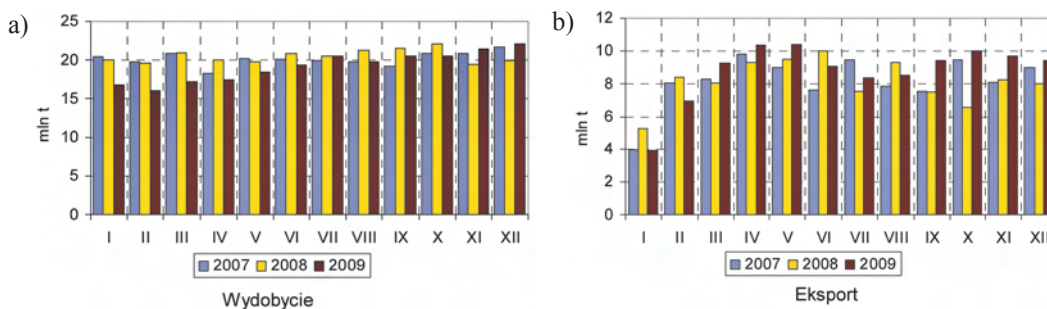 a)
mln t
25
20
15
10
5
0
I II III IV V VI VII VIII IX X XI XII
2007 2008 2009
Wydobycie
b)
mln t
12
10
8
6
4
2
0
I II III IV V VI VII VIII IX X XI XII
2007 2008 2009
Eksport